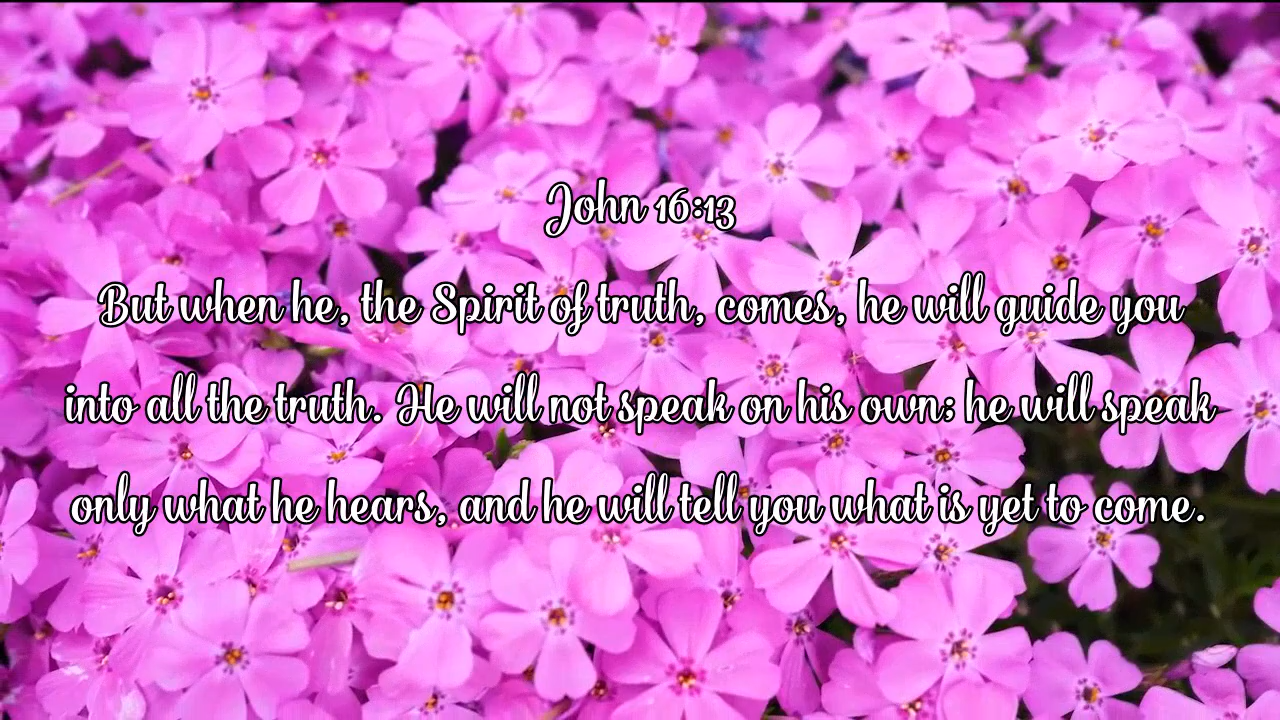 John 16:13
But when he, the Spirit of truth, comes, he will guide you
into all the truth. He will not speak on his own; he will speak
only what he hears, and he will tell you what is yet to come.